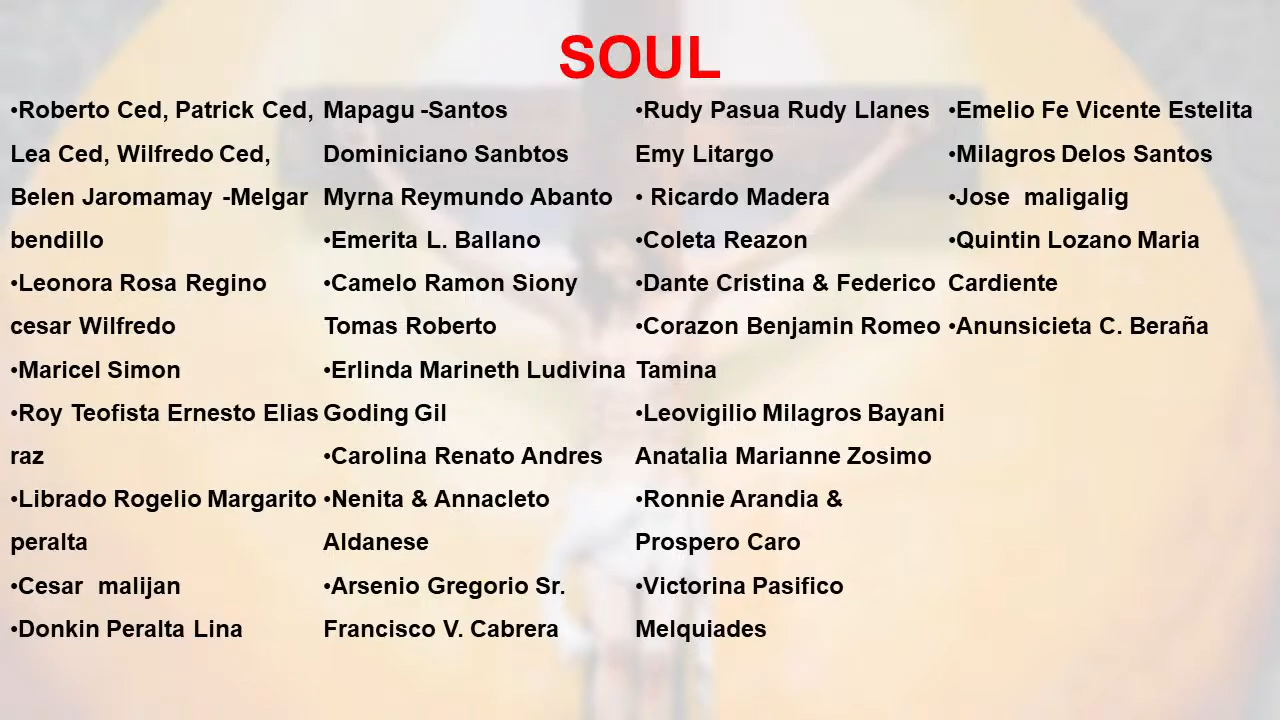 SOUL
•Roberto Ced, Patrick Ced,
Lea Ced, Wilfredo Ced,
Belen Jaromamay -Melgar
bendillo
•Leonora Rosa Regino
cesar Wilfredo
•Maricel Simon
•Roy Teofista Ernesto Elias
raz
•Librado Rogelio Margarito
peralta
•Cesar  malijan
•Donkin Peralta Lina
Mapagu -Santos
Dominiciano Sanbtos
Myrna Reymundo Abanto
•Emerita L. Ballano
•Camelo Ramon Siony
Tomas Roberto
•Erlinda Marineth Ludivina
Goding Gil
•Carolina Renato Andres
•Nenita & Annacleto
Aldanese
•Arsenio Gregorio Sr.
Francisco V. Cabrera
•Rudy Pasua Rudy Llanes
Emy Litargo
• Ricardo Madera
•Coleta Reazon
•Dante Cristina & Federico
•Corazon Benjamin Romeo
Tamina
•Leovigilio Milagros Bayani
Anatalia Marianne Zosimo
•Ronnie Arandia &
Prospero Caro
•Victorina Pasifico
Melquiades
•Emelio Fe Vicente Estelita
•Milagros Delos Santos
•Jose  maligalig
•Quintin Lozano Maria
Cardiente
•Anunsicieta C. Beraña